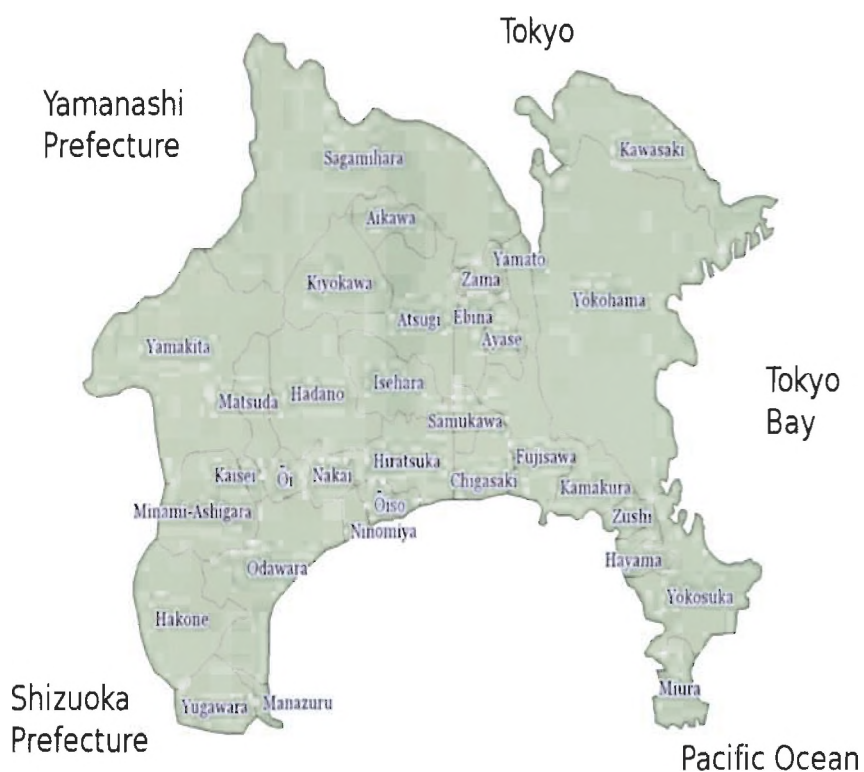 Tokyo
Yamanashi
Prefecture
Kawasaki
Sagamihara
Aikawa
Yamato
Zama
Kiyokawa
Yokohama
Atsugi
Ebina
Ayase
Yamakita
Tokyo
Bay
Isehara
Hadano
Matsuda
Samukawa
Fujisawa
Hiratsuka
Kaisei
Ōi
Nakai
Chigasaki
Kamakura
Ōiso
Minami-Ashigara
Zushi
Ninomiya
Hayama
Odawara
Yokosuka
Hakone
Miura
Shizuoka
Prefecture
Yugawara
Manazuru
Pacific Ocean